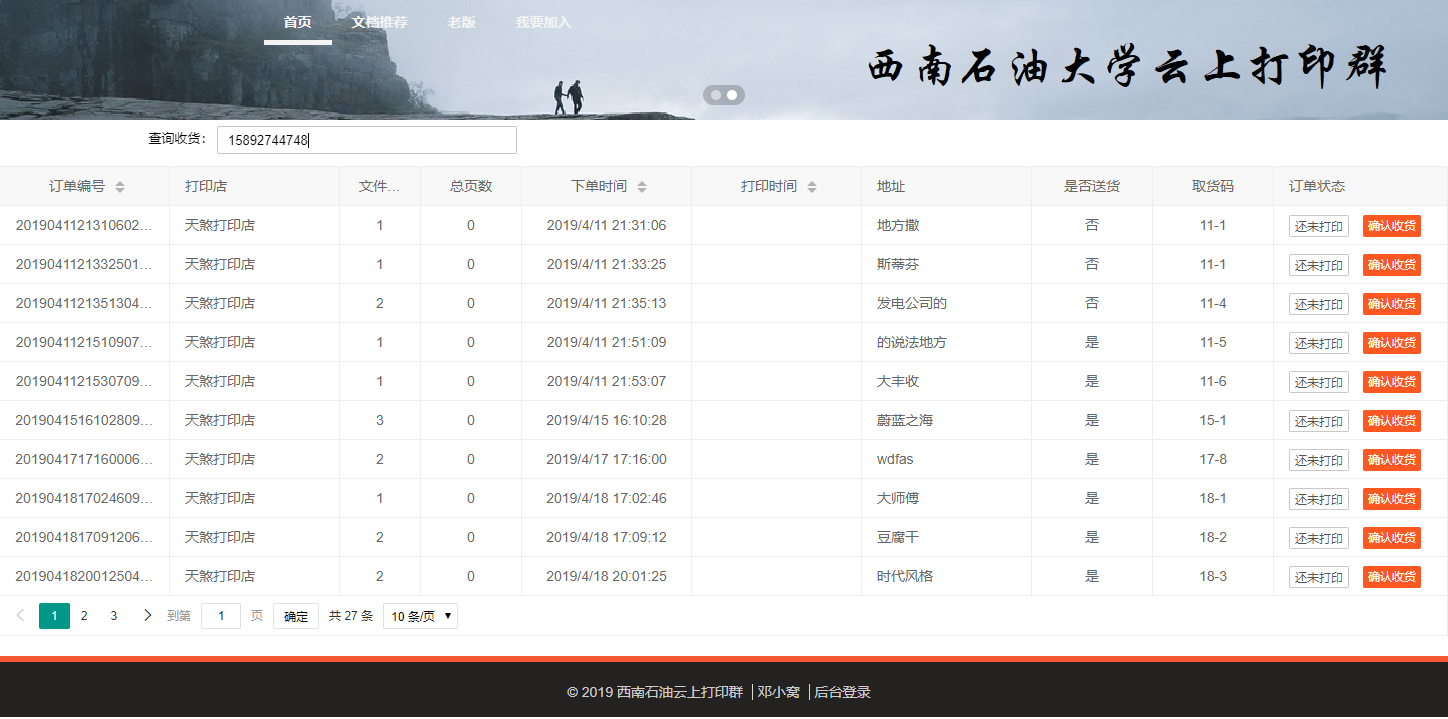 首页 文档推荐 老版 我要加入
西南石油大学云上打印群
查询收货： 15892744748
订单编号 打印店 文件... 总页数 下单时间 打印时间 地址 是否送货 取货码 订单状态
2019041121310602... 天煞打印店 1 0 2019/4/11 21:31:06 地方撒 否 11-1 还未打印 确认收货
2019041121332501... 天煞打印店 1 0 2019/4/11 21:33:25 斯蒂芬 否 11-1 还未打印 确认收货
2019041121351304... 天煞打印店 2 0 2019/4/11 21:35:13 发电公司的 否 11-4 还未打印 确认收货
2019041121510907... 天煞打印店 1 0 2019/4/11 21:51:09 的说法地方 是 11-5 还未打印 确认收货
2019041121530709... 天煞打印店 1 0 2019/4/11 21:53:07 大丰收 是 11-6 还未打印 确认收货
2019041516102809... 天煞打印店 3 0 2019/4/15 16:10:28 蔚蓝之海 是 15-1 还未打印 确认收货
2019041717160006... 天煞打印店 2 0 2019/4/17 17:16:00 wdfas 是 17-8 还未打印 确认收货
2019041817024609... 天煞打印店 1 0 2019/4/18 17:02:46 大师傅 是 18-1 还未打印 确认收货
2019041817091206... 天煞打印店 2 0 2019/4/18 17:09:12 豆腐干 是 18-2 还未打印 确认收货
2019041820012504... 天煞打印店 2 0 2019/4/18 20:01:25 时代风格 是 18-3 还未打印 确认收货
1 2 3 到第 1 页 确定 共 27 条 10 条/页
© 2019 西南石油云上打印群 | 邓小窝 | 后台登录